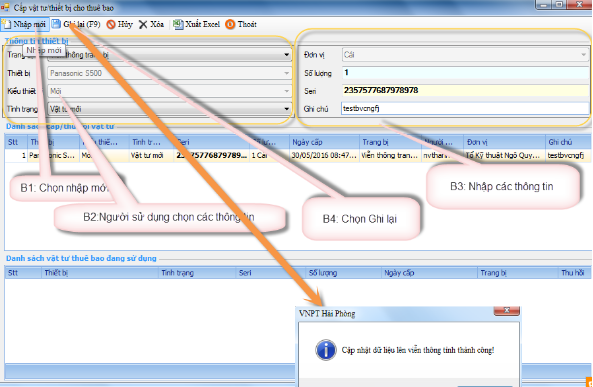 Cấp vật tư thiết bị cho thuê bao
Nhập mới Ghi lại (F9) Hủy Xóa Xuất Excel Thoát
Thông tin thiết bị
Nhập mới
Trang thông trang bị
Thiết bị Panasonic S500
Kiểu thiết Mới
Tình trạng Vật tư mới
Đơn vị Cái
Số lượng 1
Seri 2357577687978978
Ghi chú testbvcngfj
Danh sách cấp/thu hồi vật tư
Stt Thiết bị thiế... Tình tr... Seri Ngày cấp Trang bị Người ... Đơn vị Ghi chú
1 Panasonic S... Mới Vật tư mới 23575776878979... 1 Cái 30/05/2016 08:47... Viễn thông tran... nvthan Tổ Kỹ thuật Ngô Quy... testbvcngfj
B1: Chọn nhập mới
B2.Người sử dụng chọn các thông tin
B4: Chọn Ghi lại
B3: Nhập các thông tin
Danh sách vật tư thuê bao đang sử dụng
Stt Thiết bị Tình trạng Seri Số lượng Ngày cấp Trang bị Thu hồi
VNPT Hải Phòng
Cập nhật dữ liệu lên viễn thông tỉnh thành công!